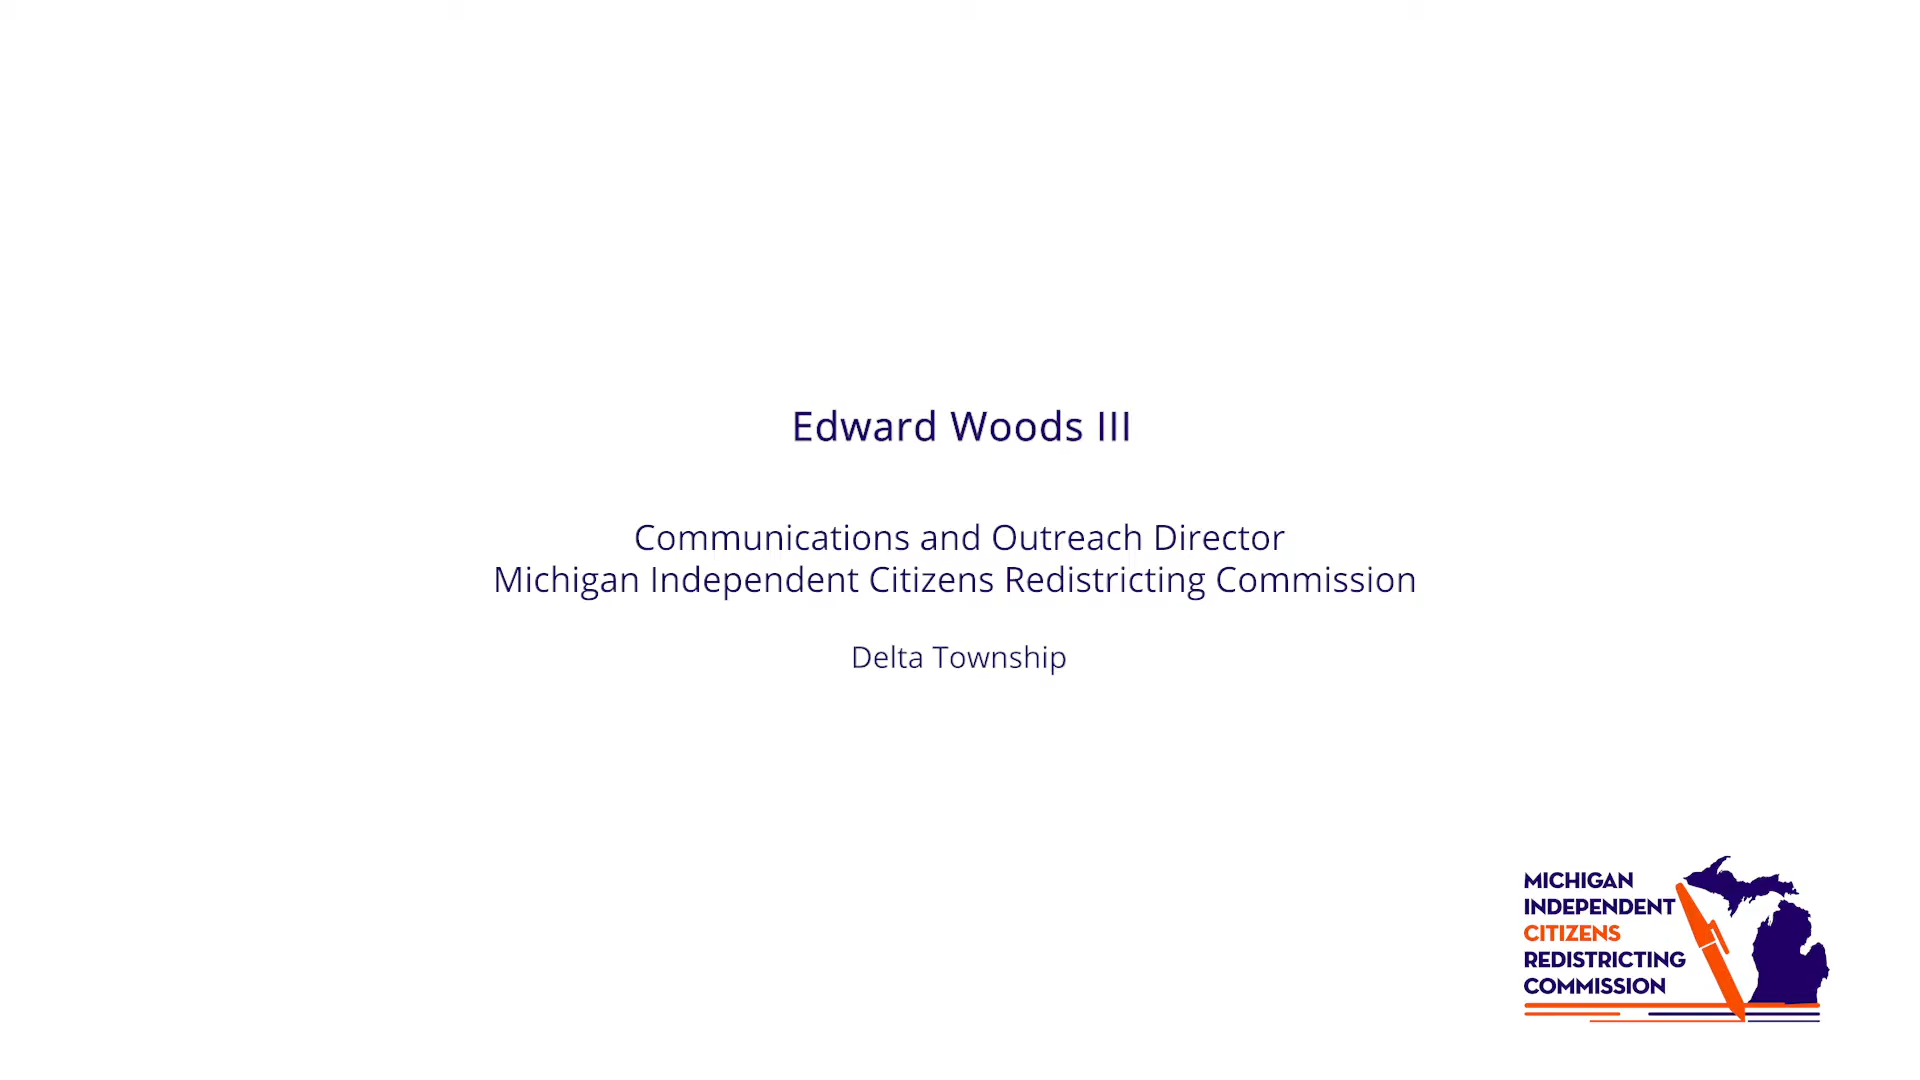 Edward Woods III
Communications and Outreach Director
Michigan Independent Citizens Redistricting Commission
Delta Township
MICHIGAN
INDEPENDENT
CITIZENS
REDISTRICTING
COMMISSION